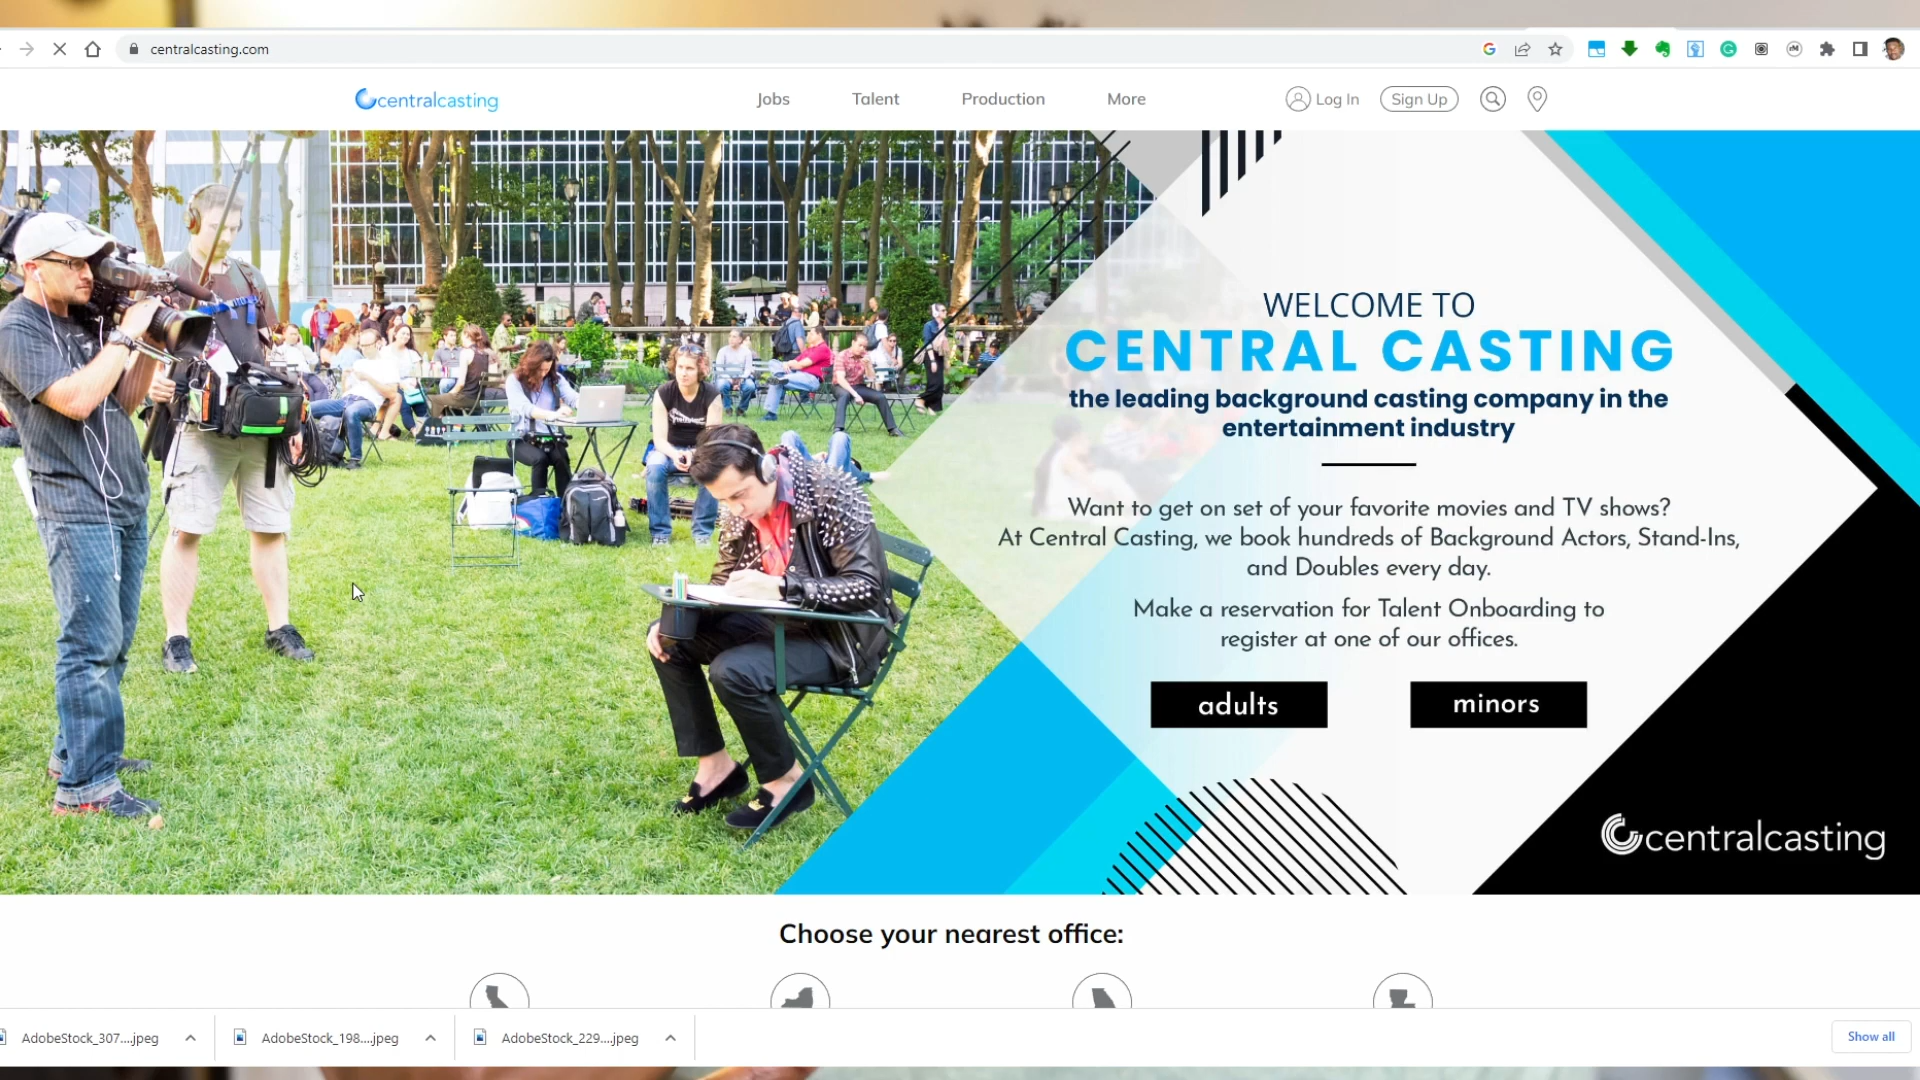 centralcasting.com
centralcasting
Jobs
Talent
Production
More
Log In
Sign Up
WELCOME TO
CENTRAL CASTING
the leading background casting company in the
entertainment industry
Want to get on set of your favorite movies and TV shows?
At Central Casting, we book hundreds of Background Actors, Stand-Ins,
and Doubles every day.
Make a reservation for Talent Onboarding to
register at one of our offices.
adults
minors
centralcasting
Choose your nearest office:
AdobeStock_307....jpeg
AdobeStock_198....jpeg
AdobeStock_229....jpeg
Show all